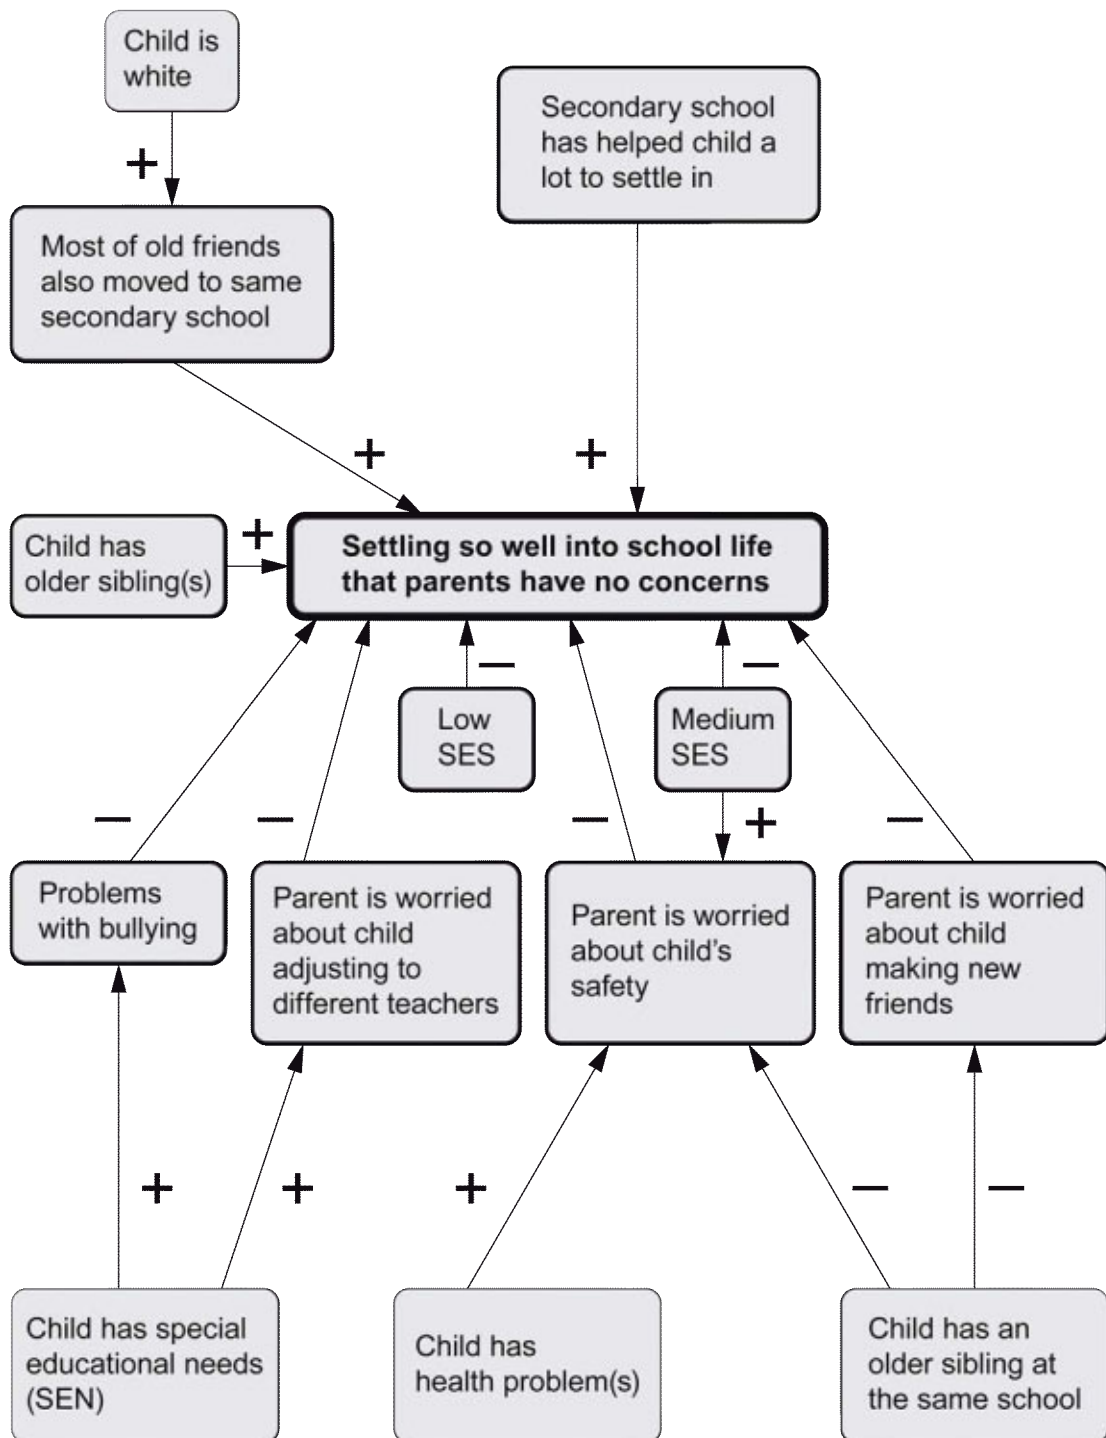 Child is
white
+
Secondary school
has helped child a
lot to settle in
Most of old friends
also moved to same
secondary school
+
+
Child has
older sibling(s)
+
Settling so well into school life
that parents have no concerns
Low
SES
−
Medium
SES
−
−
−
−
+
−
Problems
with bullying
Parent is worried
about child
adjusting to
different teachers
Parent is worried
about child's
safety
Parent is worried
about child
making new
friends
+
+
+
−
−
Child has special
educational needs
(SEN)
Child has
health problem(s)
Child has an
older sibling at
the same school